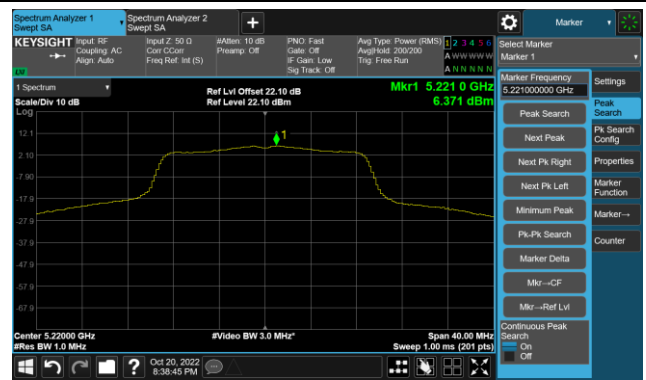 Spectrum Analyzer 1
Swept SA
Spectrum Analyzer 2
Swept SA
+
Marker
KEYSIGHT
Input: RF
Coupling: AC
Align: Auto
Input Z: 50 Ω
Corr CCorr
Freq Ref: Int (S)
#Atten: 10 dB
Preamp: Off
PNO: Fast
Gate: Off
IF Gain: Low
Sig Track: Off
Avg Type: Power (RMS)
Avg|Hold: 200/200
Trig: Free Run
1 2 3 4 5 6
A W W W W W
A N N N N N
LXI
Select Marker
Marker 1
1 Spectrum
Scale/Div 10 dB
Ref Lvl Offset 22.10 dB
Ref Level 22.10 dBm
Mkr1 5.221 0 GHz
6.371 dBm
Log
12.1
2.10
-7.90
-17.9
-27.9
-37.9
-47.9
-57.9
-67.9
1
Center 5.22000 GHz
#Res BW 1.0 MHz
#Video BW 3.0 MHz*
Span 40.00 MHz
Sweep 1.00 ms (201 pts)
Marker Frequency
5.221000000 GHz
Peak Search
Next Peak
Next Pk Right
Next Pk Left
Minimum Peak
Pk-Pk Search
Marker Delta
Mkr→CF
Mkr→Ref Lvl
Continuous Peak
Search
On
Off
Settings
Peak
Search
Pk Search
Config
Properties
Marker
Function
Marker→
Counter
?
Oct 20, 2022
8:38:45 PM